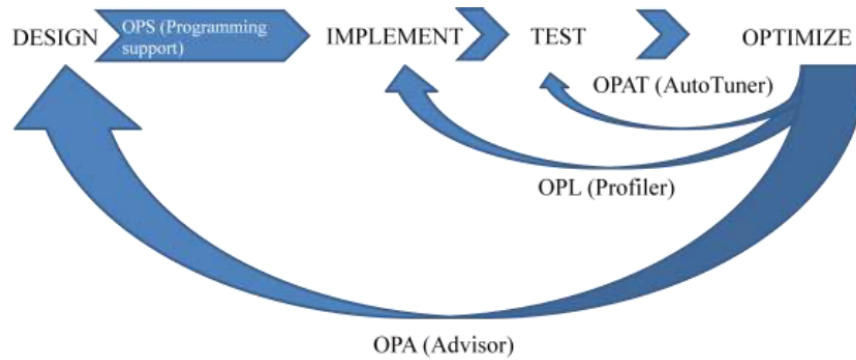 DESIGN
OPS (Programming
support)
IMPLEMENT
TEST
OPTIMIZE
OPAT (AutoTuner)
OPL (Profiler)
OPA (Advisor)